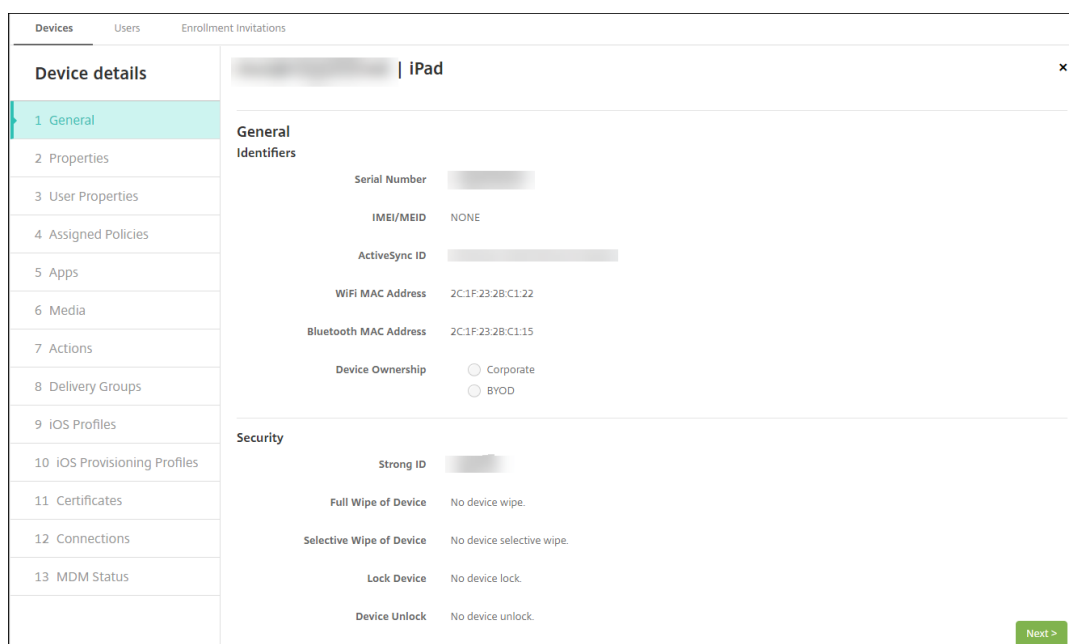 Devices Users Enrollment Invitations
Device details
1 General
2 Properties
3 User Properties
4 Assigned Policies
5 Apps
6 Media
7 Actions
8 Delivery Groups
9 iOS Profiles
10 iOS Provisioning Profiles
11 Certificates
12 Connections
13 MDM Status
| iPad ×
General
Identifiers
Serial Number
IMEI/MEID NONE
ActiveSync ID
WiFi MAC Address 2C:1F:23:2B:C1:22
Bluetooth MAC Address 2C:1F:23:2B:C1:15
Device Ownership Corporate
BYOD
Security
Strong ID
Full Wipe of Device No device wipe.
Selective Wipe of Device No device selective wipe.
Lock Device No device lock.
Device Unlock No device unlock.
Next >